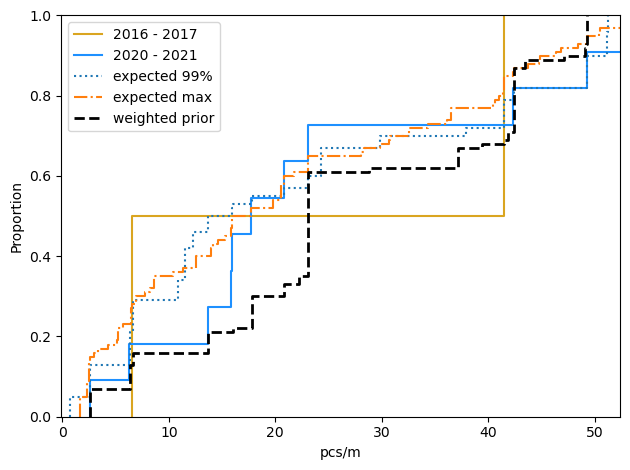 2016 - 2017
2020 - 2021
expected 99%
expected max
weighted prior
Proportion
1.0
0.8
0.6
0.4
0.2
0.0
0 10 20 30 40 50
pcs/m